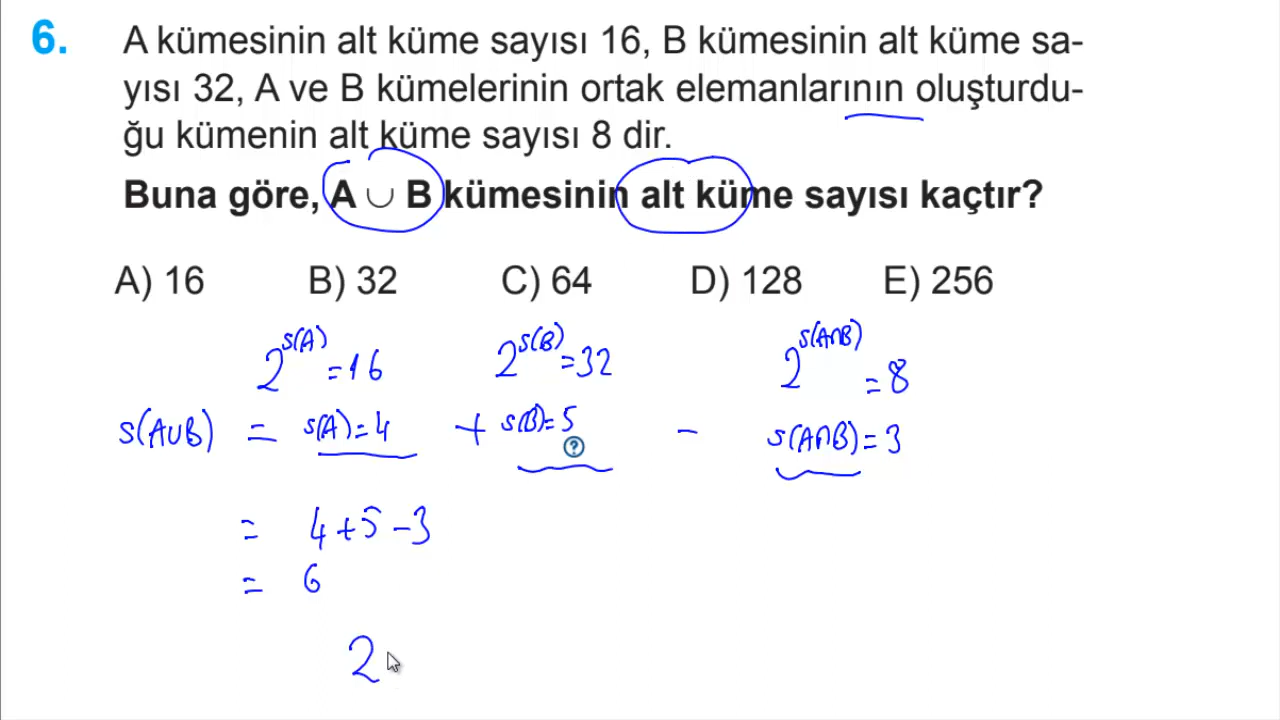 6. A kümesinin alt küme sayısı 16, B kümesinin alt küme sa-
yısı 32, A ve B kümelerinin ortak elemanlarının oluşturdu-
ğu kümenin alt küme sayısı 8 dir.
Buna göre, A ∪ B kümesinin alt küme sayısı kaçtır?
A) 16 B) 32 C) 64 D) 128 E) 256
2^s(A) = 16 2^s(B) = 32 2^s(A∩B) = 8
s(A∪B) = s(A) = 4 + s(B) = 5 - s(A∩B) = 3
= 4 + 5 - 3
= 6
2